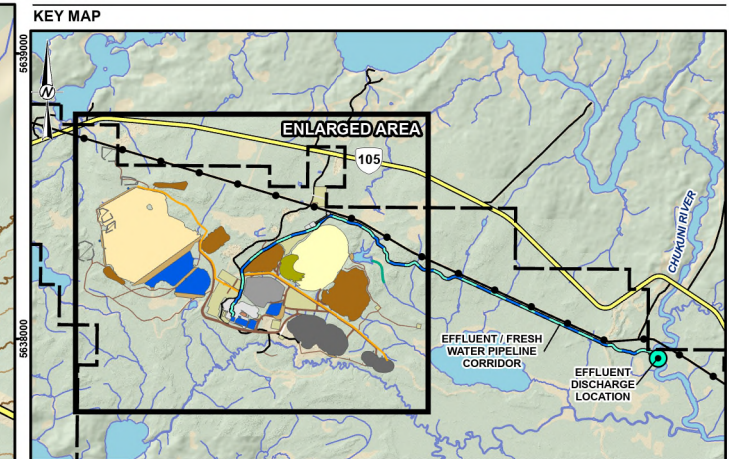 KEY MAP
5639000
N
ENLARGED AREA
105
CHUKUNI RIVER
5638000
EFFLUENT / FRESH
WATER PIPELINE
CORRIDOR
EFFLUENT
DISCHARGE
LOCATION